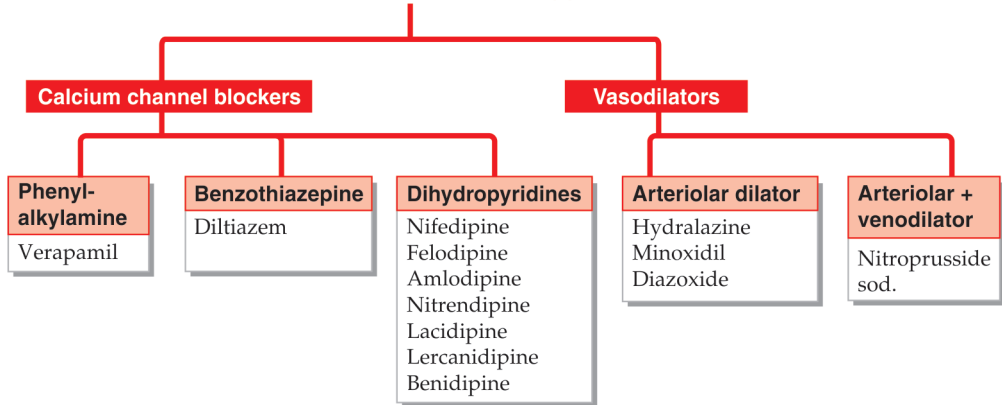 Calcium channel blockers
Vasodilators
Phenyl-
alkylamine
Verapamil
Benzothiazepine
Diltiazem
Dihydropyridines
Nifedipine
Felodipine
Amlodipine
Nitrendipine
Lacidipine
Lercanidipine
Benidipine
Arteriolar dilator
Hydralazine
Minoxidil
Diazoxide
Arteriolar +
venodilator
Nitroprusside
sod.